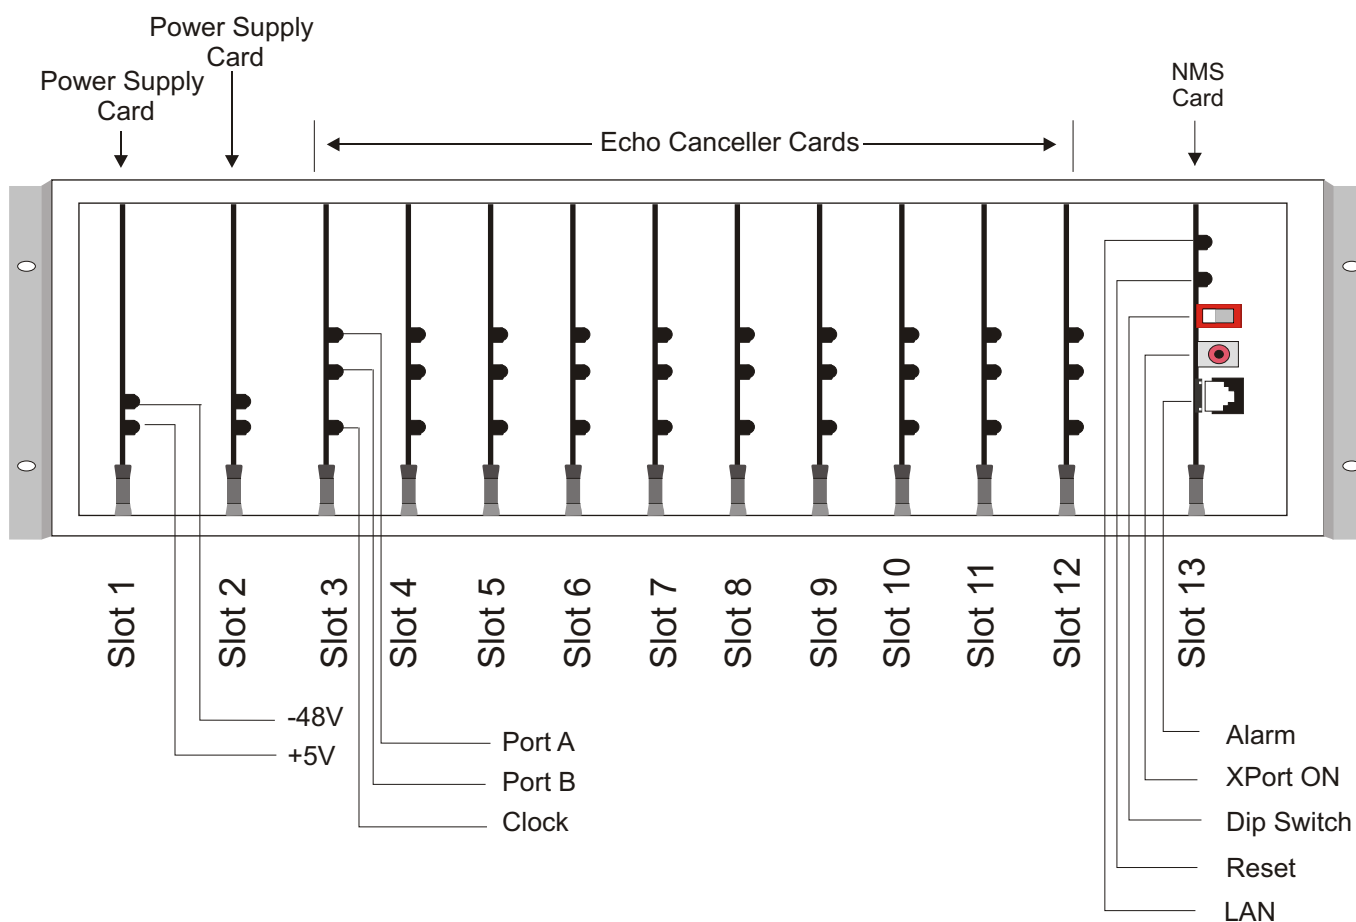 Power Supply
Card
Power Supply
Card
NMS
Card
Echo Canceller Cards
Slot 1
Slot 2
Slot 3
Slot 4
Slot 5
Slot 6
Slot 7
Slot 8
Slot 9
Slot 10
Slot 11
Slot 12
Slot 13
-48V
+5V
Port A
Port B
Clock
Alarm
XPort ON
Dip Switch
Reset
LAN